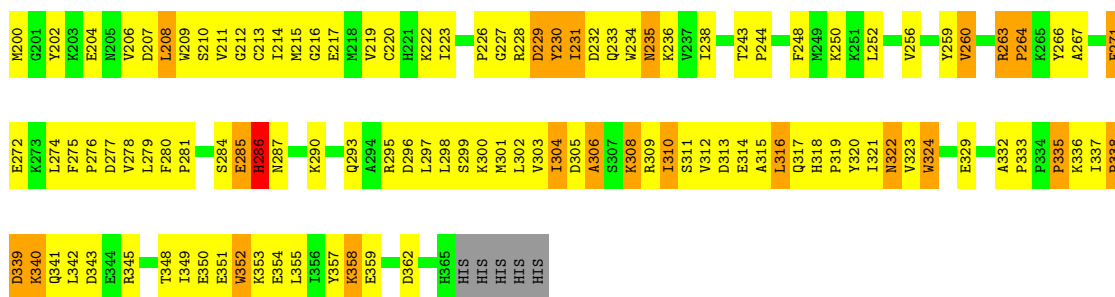 M200 G201 Y202 K203 E204 N205 V206 D207 L208 W209 S210 V211 G212 C213 I214 M215 G216 E217 M218 V219 C220 H221 K222 I223 P226 G227 R228 D229 Y230 I231 D232 Q233 W234 N235 K236 V237 I238 T243 P244 F248 M249 K250 K251 L252 V256 Y259 V260 R263 P264 K265 Y266 A267
E272 K273 L274 F275 P276 D277 V278 L279 F280 P281 S284 E285 H286 N287 K290 Q293 A294 R295 D296 L297 L298 S299 K300 M301 L302 V303 I304 D305 A306 S307 K308 R309 I310 S311 V312 D313 E314 A315 L316 Q317 H318 P319 Y320 I321 N322 V323 W324 E329 A332 P333 P334 P335 K336 I337
D339 K340 Q341 L342 D343 E344 R345 T348 I349 E350 E351 W352 K353 E354 L355 I356 Y357 K358 E359 D362 H365 HIS HIS HIS HIS HIS